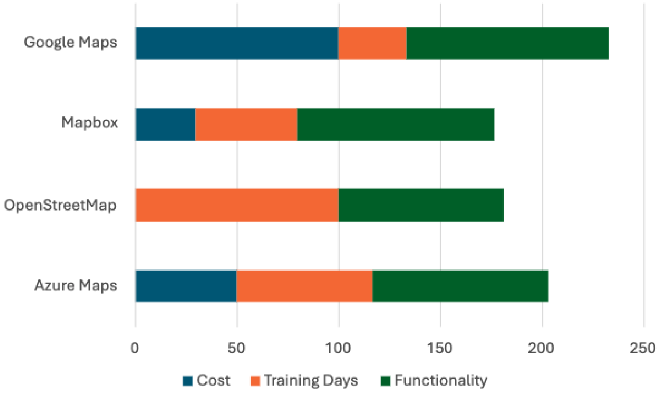 Google Maps
Mapbox
OpenStreetMap
Azure Maps
0 50 100 150 200 250
Cost Training Days Functionality